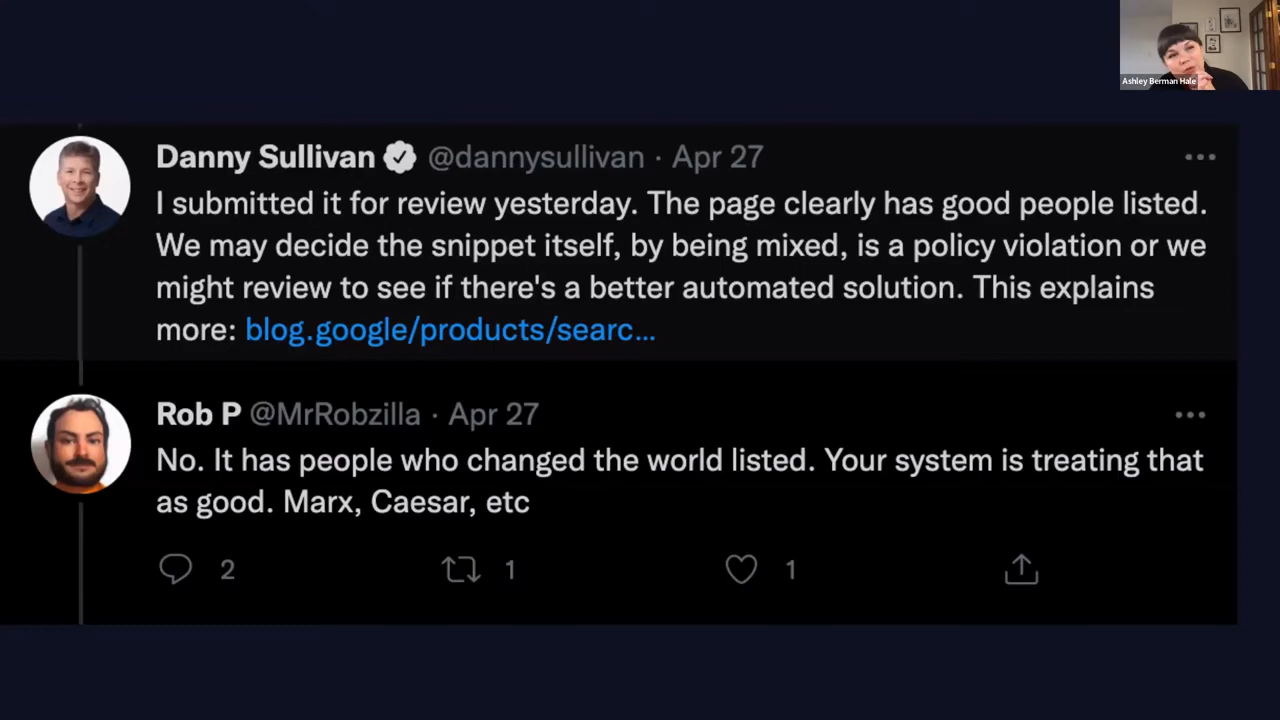 Ashley Berman Hale
Danny Sullivan @dannysullivan · Apr 27
I submitted it for review yesterday. The page clearly has good people listed.
We may decide the snippet itself, by being mixed, is a policy violation or we
might review to see if there's a better automated solution. This explains
more: blog.google/products/searc...
Rob P @MrRobzilla · Apr 27
No. It has people who changed the world listed. Your system is treating that
as good. Marx, Caesar, etc
2 1 1